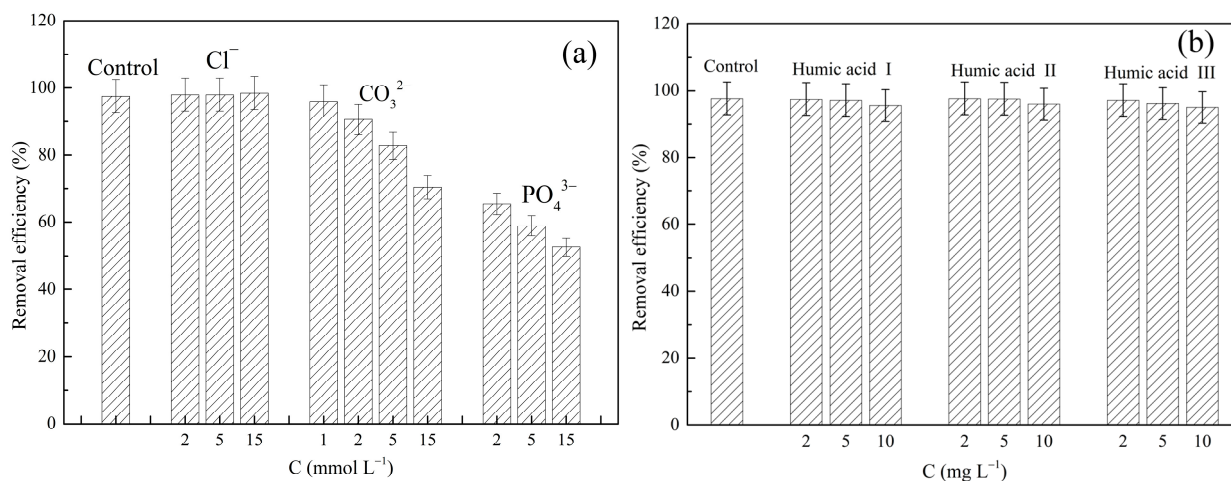 120
100
80
60
40
20
0
Removal efficiency (%)
(a)
Control
Cl⁻
CO₃²
PO₄³⁻
2 5 15 1 2 5 15 2 5 15
C (mmol L⁻¹)
120
100
80
60
40
20
0
Removal efficiency (%)
(b)
Control Humic acid I Humic acid II Humic acid III
2 5 10 2 5 10 2 5 10
C (mg L⁻¹)